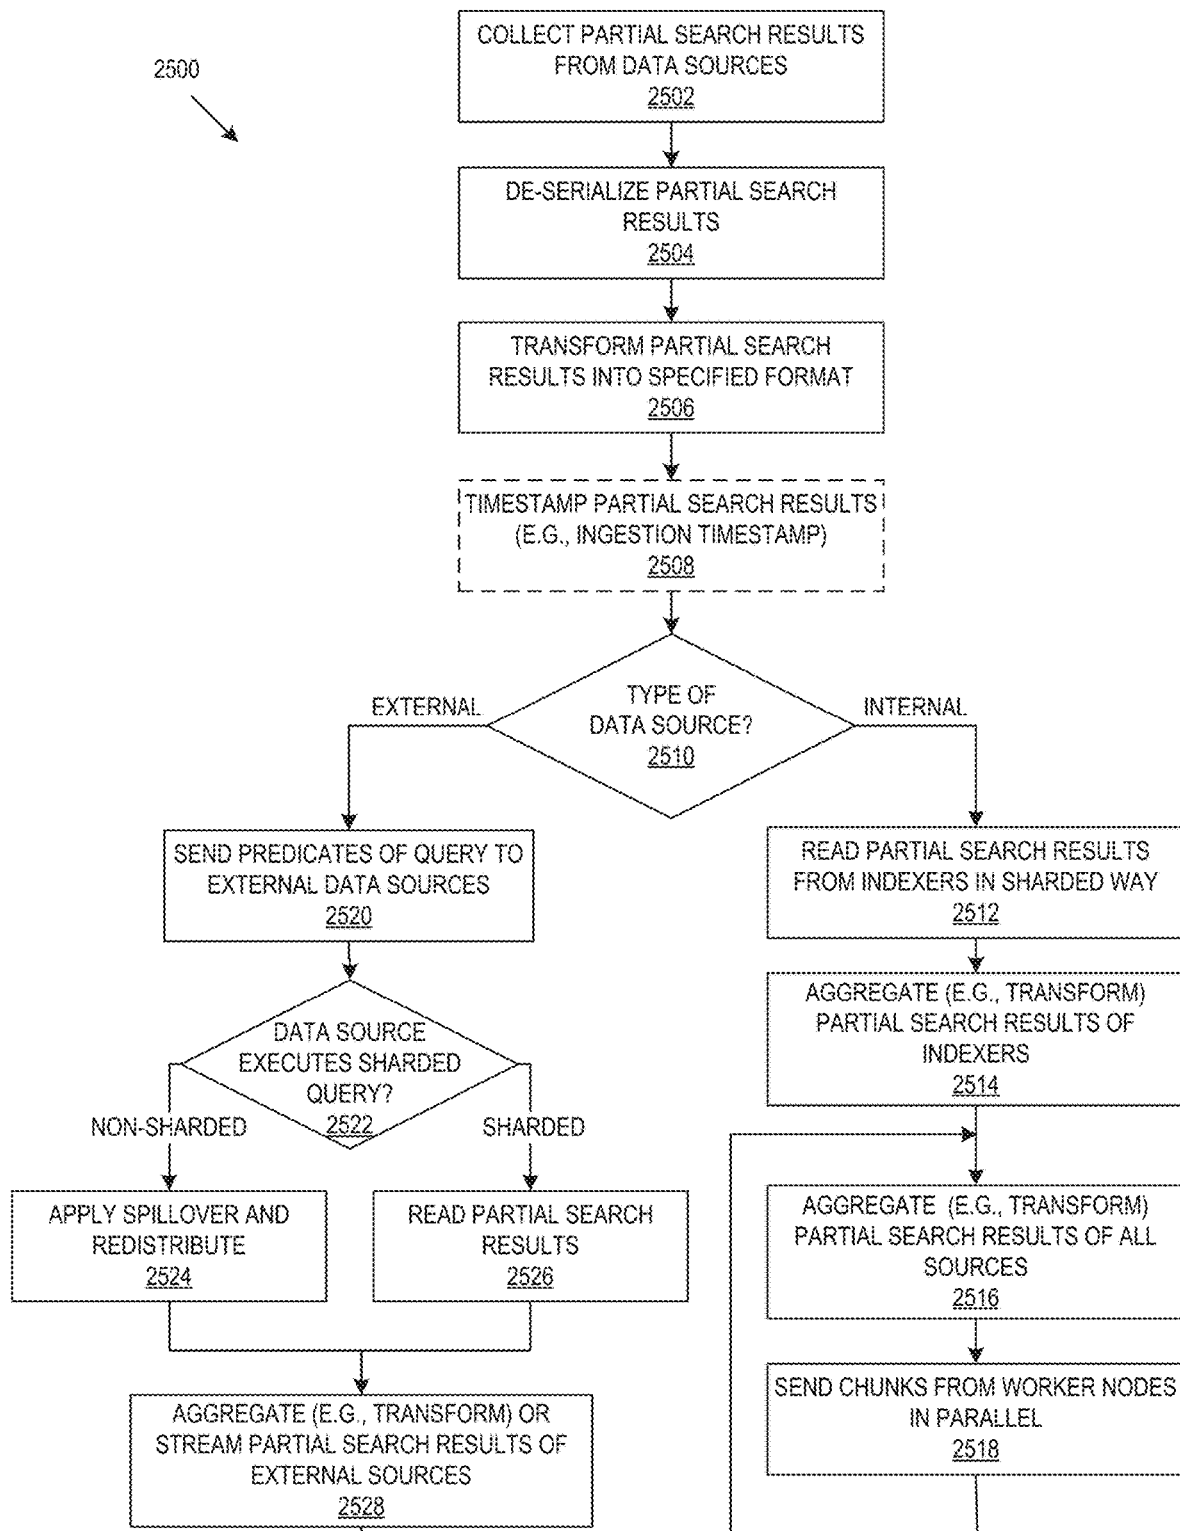 COLLECT PARTIAL SEARCH RESULTS
FROM DATA SOURCES
2502
2500
DE-SERIALIZE PARTIAL SEARCH
RESULTS
2504
TRANSFORM PARTIAL SEARCH
RESULTS INTO SPECIFIED FORMAT
2506
TIMESTAMP PARTIAL SEARCH RESULTS
(E.G., INGESTION TIMESTAMP)
2508
TYPE OF
DATA SOURCE?
2510
EXTERNAL
INTERNAL
SEND PREDICATES OF QUERY TO
EXTERNAL DATA SOURCES
2520
READ PARTIAL SEARCH RESULTS
FROM INDEXERS IN SHARDED WAY
2512
DATA SOURCE
EXECUTES SHARDED
QUERY?
2522
NON-SHARDED
SHARDED
AGGREGATE (E.G., TRANSFORM)
PARTIAL SEARCH RESULTS OF
INDEXERS
2514
APPLY SPILLOVER AND
REDISTRIBUTE
2524
READ PARTIAL SEARCH
RESULTS
2526
AGGREGATE (E.G., TRANSFORM)
PARTIAL SEARCH RESULTS OF ALL
SOURCES
2516
AGGREGATE (E.G., TRANSFORM) OR
STREAM PARTIAL SEARCH RESULTS OF
EXTERNAL SOURCES
2528
SEND CHUNKS FROM WORKER NODES
IN PARALLEL
2518